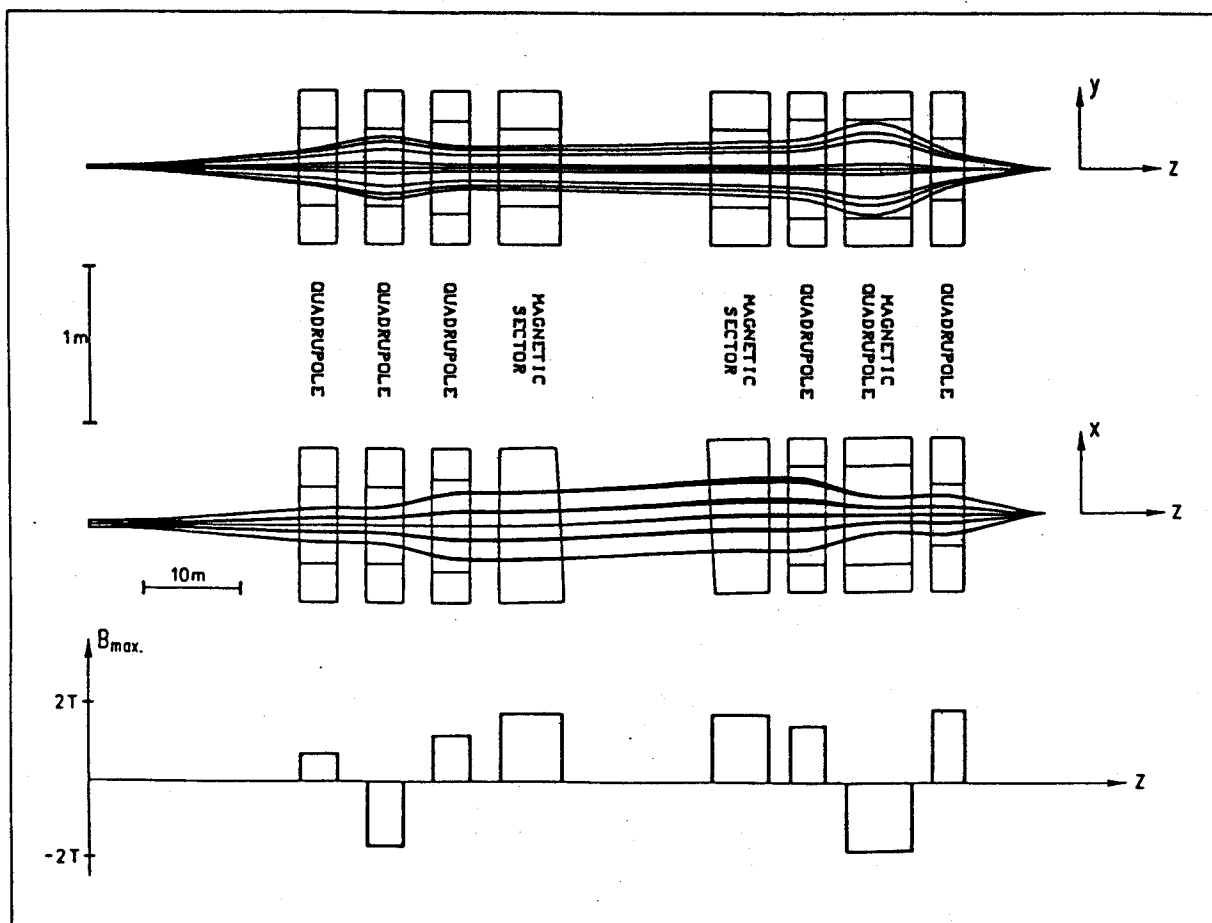 y
z
1m
QUADRUPOLE
QUADRUPOLE
QUADRUPOLE
MAGNETIC
SECTOR
MAGNETIC
SECTOR
QUADRUPOLE
MAGNETIC
QUADRUPOLE
QUADRUPOLE
x
z
10m
Bmax.
2T
z
-2T